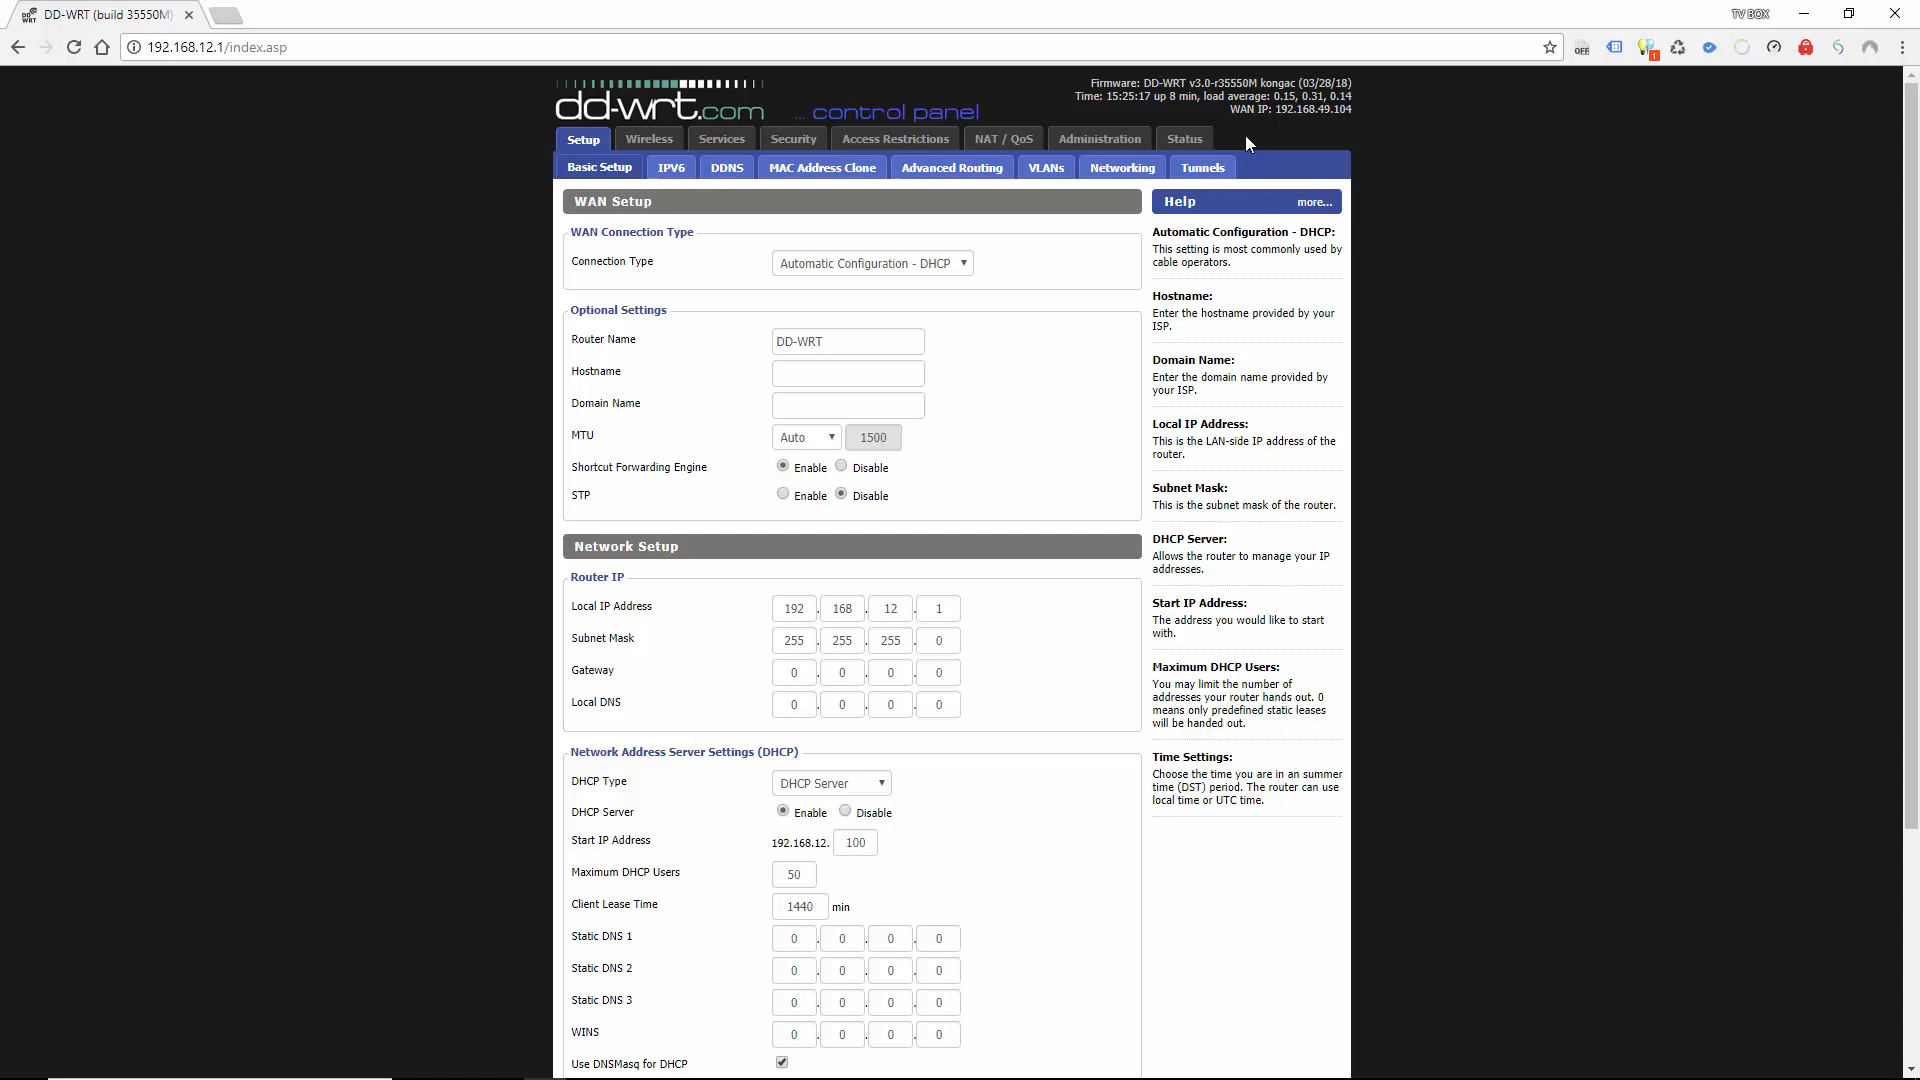 DD-WRT (build 35550M)
TV BOX
192.168.12.1/index.asp
OFF
1
dd-wrt.com ... control panel
Firmware: DD-WRT v3.0-r35550M kongac (03/28/18)
Time: 15:25:17 up 8 min, load average: 0.15, 0.31, 0.14
WAN IP: 192.168.49.104
Setup Wireless Services Security Access Restrictions NAT / QoS Administration Status
Basic Setup IPV6 DDNS MAC Address Clone Advanced Routing VLANs Networking Tunnels
WAN Setup
WAN Connection Type
Connection Type Automatic Configuration - DHCP
Optional Settings
Router Name DD-WRT
Hostname
Domain Name
MTU Auto 1500
Shortcut Forwarding Engine Enable Disable
STP Enable Disable
Network Setup
Router IP
Local IP Address 192 . 168 . 12 . 1
Subnet Mask 255 . 255 . 255 . 0
Gateway 0 . 0 . 0 . 0
Local DNS 0 . 0 . 0 . 0
Network Address Server Settings (DHCP)
DHCP Type DHCP Server
DHCP Server Enable Disable
Start IP Address 192.168.12. 100
Maximum DHCP Users 50
Client Lease Time 1440 min
Static DNS 1 0 . 0 . 0 . 0
Static DNS 2 0 . 0 . 0 . 0
Static DNS 3 0 . 0 . 0 . 0
WINS 0 . 0 . 0 . 0
Use DNSMasq for DHCP
Help more...
Automatic Configuration - DHCP:
This setting is most commonly used by
cable operators.
Hostname:
Enter the hostname provided by your
ISP.
Domain Name:
Enter the domain name provided by
your ISP.
Local IP Address:
This is the LAN-side IP address of the
router.
Subnet Mask:
This is the subnet mask of the router.
DHCP Server:
Allows the router to manage your IP
addresses.
Start IP Address:
The address you would like to start
with.
Maximum DHCP Users:
You may limit the number of
addresses your router hands out. 0
means only predefined static leases
will be handed out.
Time Settings:
Choose the time you are in an summer
time (DST) period. The router can use
local time or UTC time.